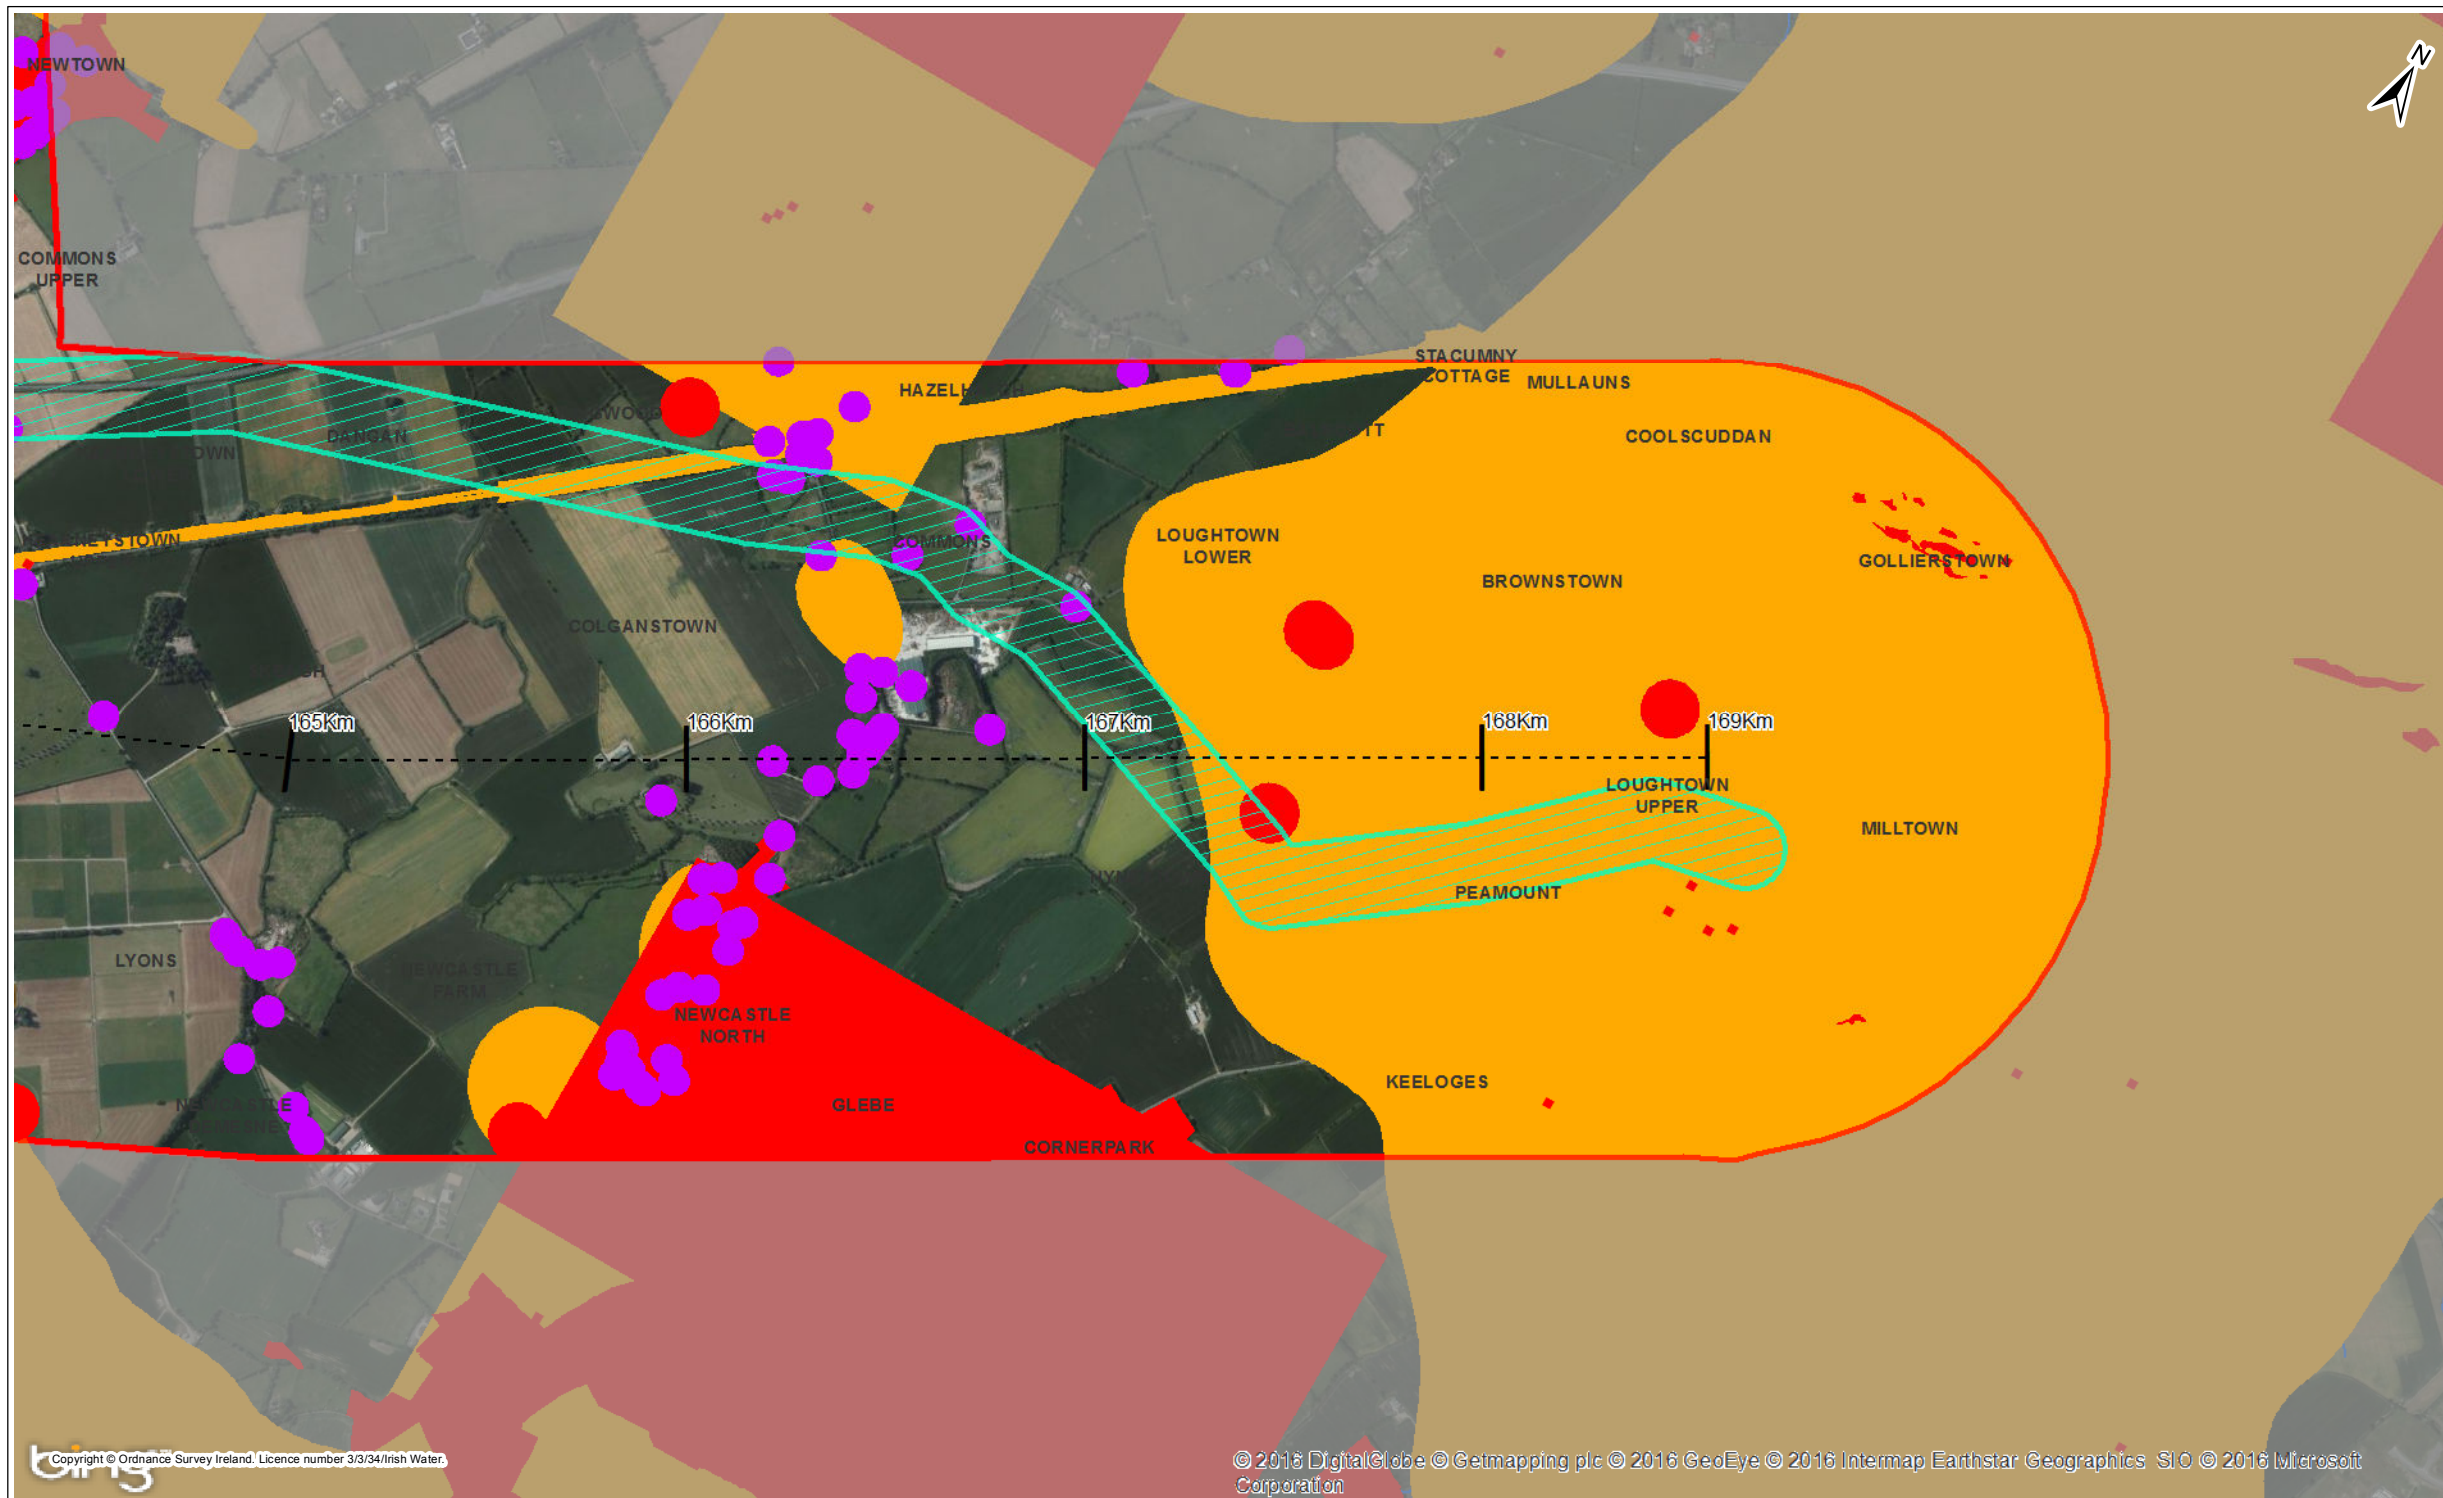 N
NEWTOWN
COMMONS
UPPER
STACUMNY
COTTAGE
MULLAUNS
COOLSCUDDAN
DANGAN
LOUGHTOWN
LOWER
COMMONS
GOLLIERSTOWN
BROWNSTOWN
COLGANSTOWN
165Km
166Km
167Km
168Km
169Km
LOUGHTOWN
UPPER
MILLTOWN
PEAMOUNT
LYONS
NEWCASTLE
FARM
NEWCASTLE
NORTH
KEELOGES
GLEBE
NEWCASTLE
CORNERPARK
bing
Copyright © Ordnance Survey Ireland. Licence number 3/3/34/Irish Water.
© 2016 DigitalGlobe © Getmapping plc © 2016 GeoEye © 2016 Intermap Earthstar Geographics SIO © 2016 Microsoft
Corporation